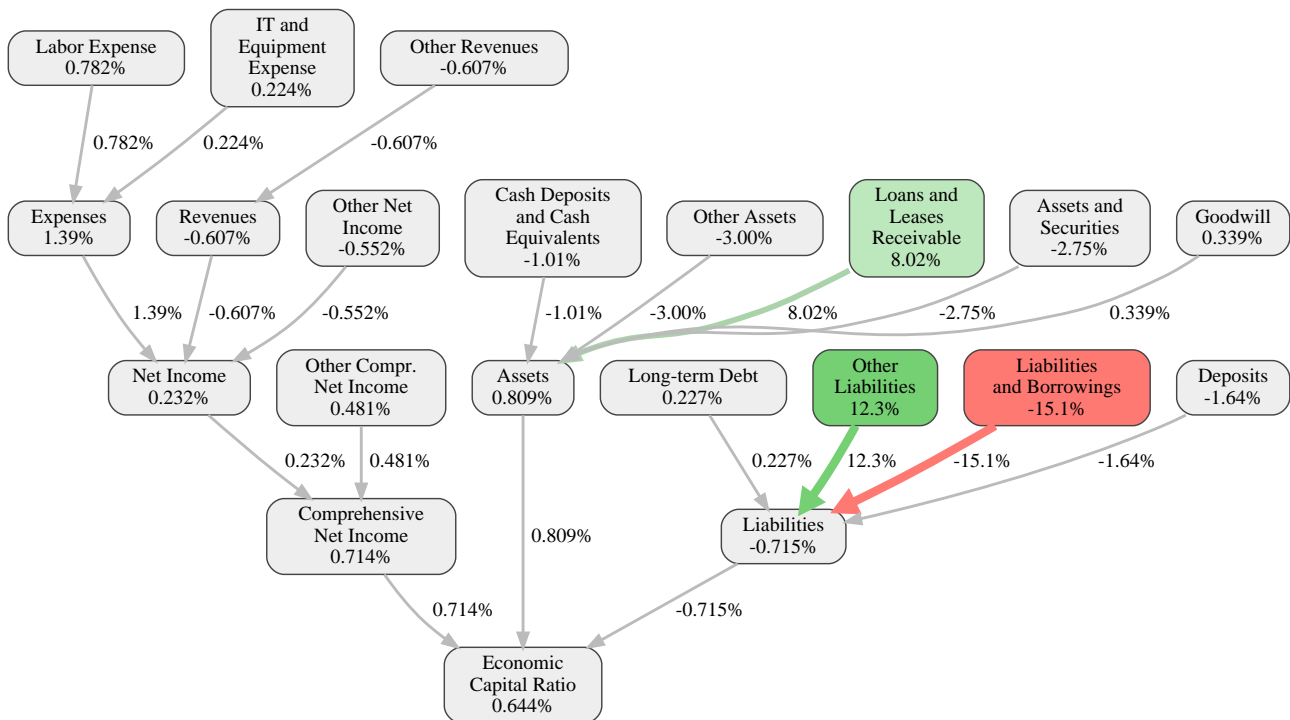 Labor Expense
0.782%
IT and
Equipment
Expense
0.224%
Other Revenues
-0.607%
0.782%
0.224%
-0.607%
Expenses
1.39%
Revenues
-0.607%
Other Net
Income
-0.552%
Cash Deposits
and Cash
Equivalents
-1.01%
Other Assets
-3.00%
Loans and
Leases
Receivable
8.02%
Assets and
Securities
-2.75%
Goodwill
0.339%
1.39%
-0.607%
-0.552%
-1.01%
-3.00%
8.02%
-2.75%
0.339%
Net Income
0.232%
Other Compr.
Net Income
0.481%
Assets
0.809%
Long-term Debt
0.227%
Other
Liabilities
12.3%
Liabilities
and Borrowings
-15.1%
Deposits
-1.64%
0.232%
0.481%
0.227%
12.3%
-15.1%
-1.64%
Comprehensive
Net Income
0.714%
0.809%
Liabilities
-0.715%
0.714%
-0.715%
Economic
Capital Ratio
0.644%